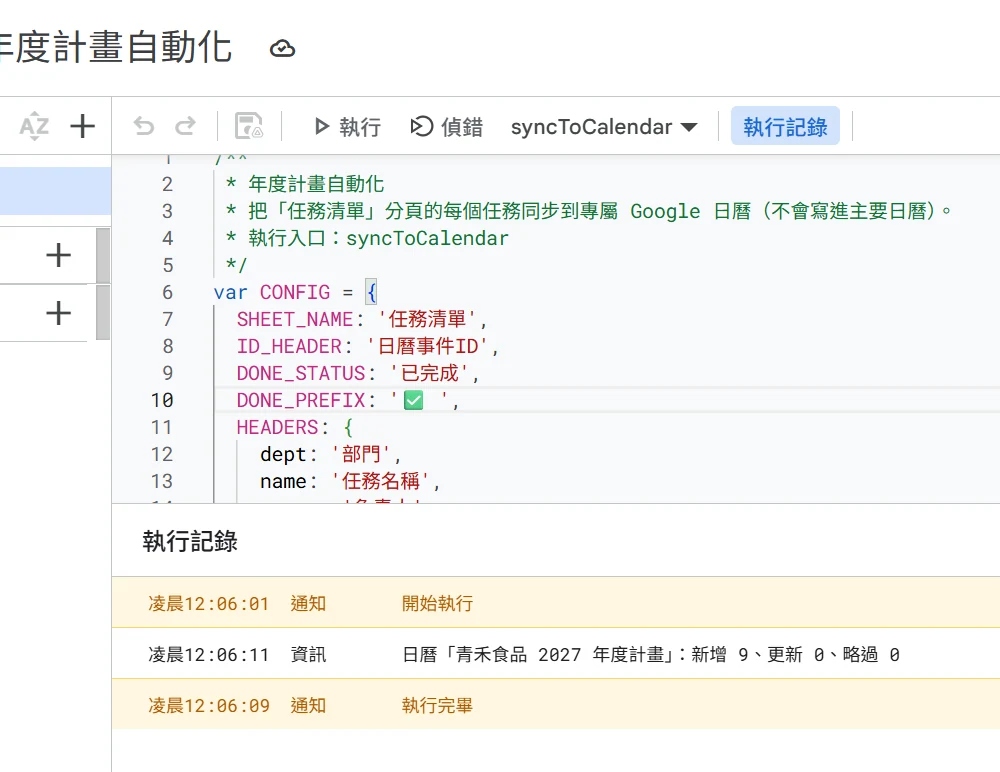 年度計畫自動化
AZ
執行 偵錯 syncToCalendar 執行記錄
1 /**
2 * 年度計畫自動化
3 * 把「任務清單」分頁的每個任務同步到專屬 Google 日曆（不會寫進主要日曆）。
4 * 執行入口：syncToCalendar
5 */
6 var CONFIG = {
7 SHEET_NAME: '任務清單',
8 ID_HEADER: '日曆事件ID',
9 DONE_STATUS: '已完成',
10 DONE_PREFIX: '✅ ',
11 HEADERS: {
12 dept: '部門',
13 name: '任務名稱',
執行記錄
凌晨12:06:01 通知 開始執行
凌晨12:06:11 資訊 日曆「青禾食品 2027 年度計畫」：新增 9、更新 0、略過 0
凌晨12:06:09 通知 執行完畢